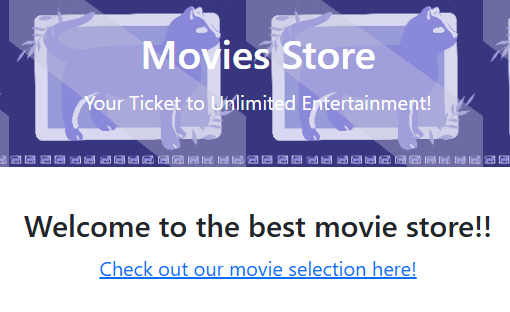 Movies Store
Your Ticket to Unlimited Entertainment!
Welcome to the best movie store!!
Check out our movie selection here!